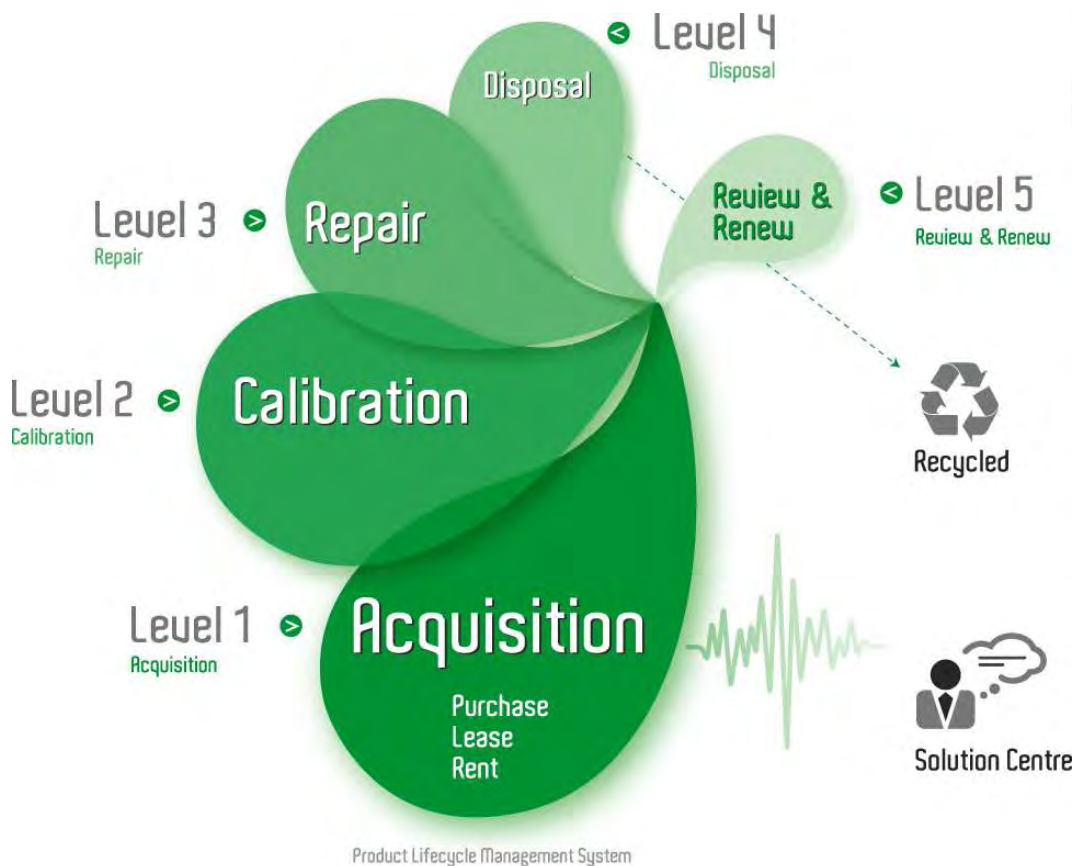 Level 4
Disposal
Disposal
Review &
Renew
Level 5
Review & Renew
Level 3
Repair
Repair
Level 2
Calibration
Calibration
Recycled
Level 1
Acquisition
Acquisition
Purchase
Lease
Rent
Solution Centre
Product Lifecycle Management System